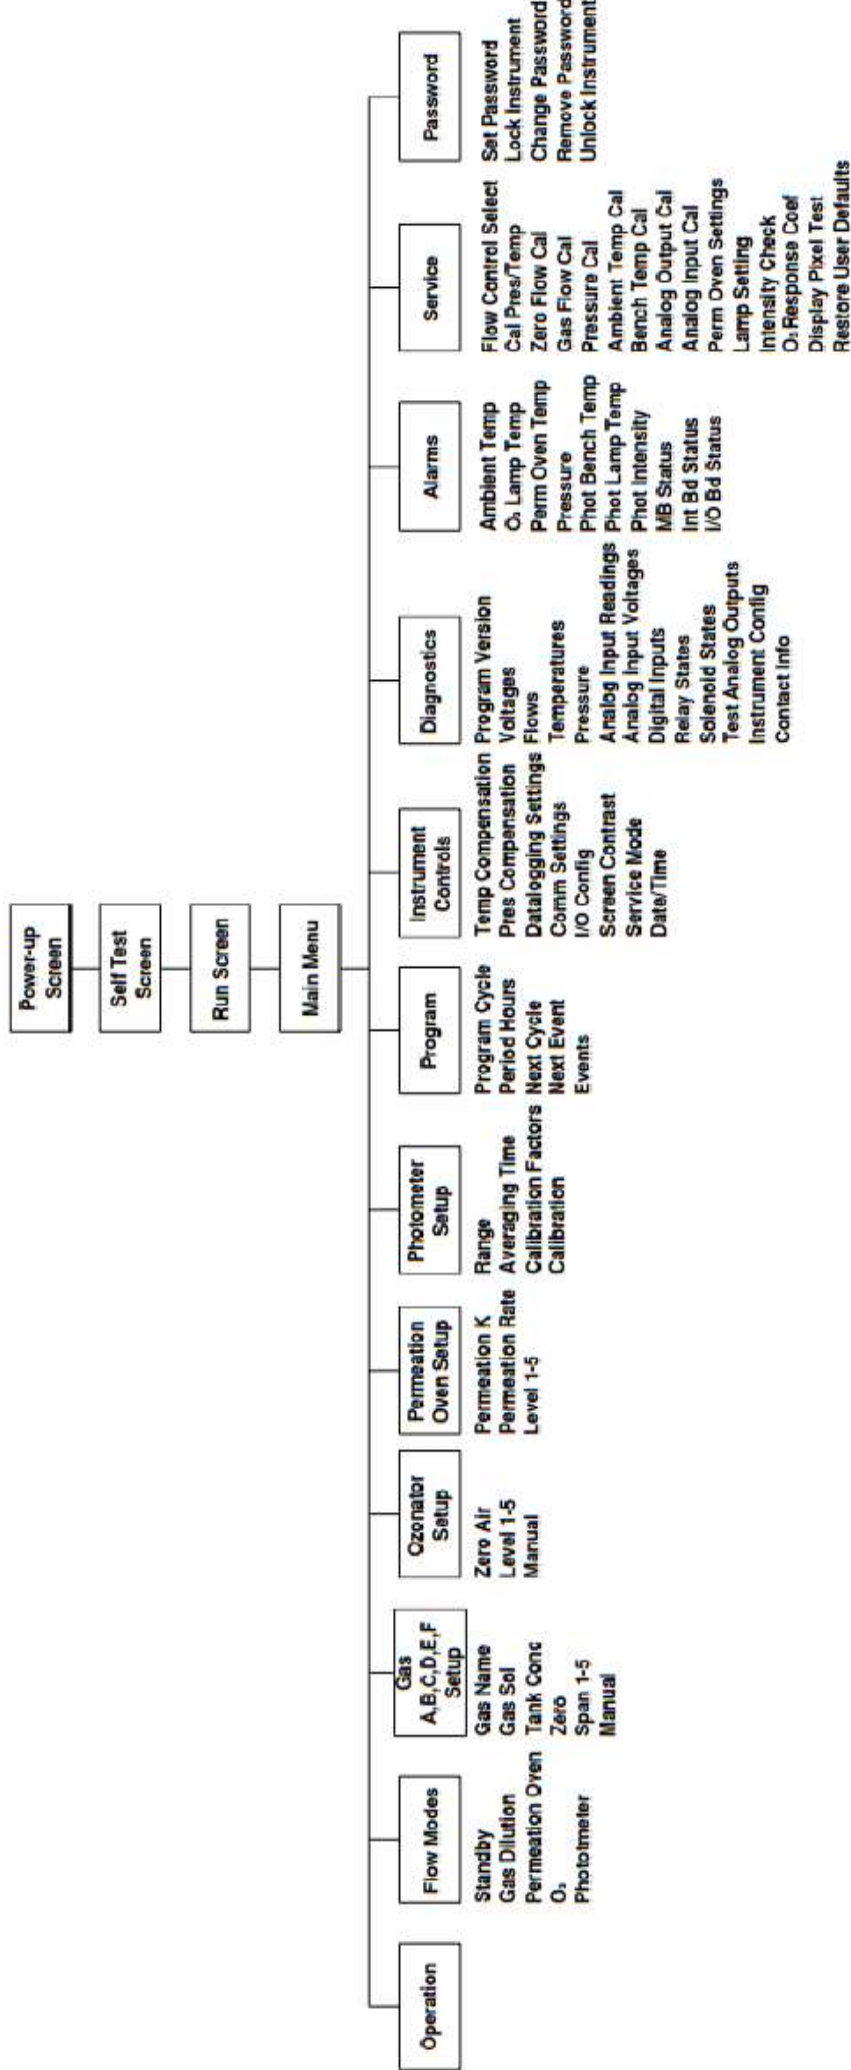 Power-up
Screen
Self Test
Screen
Run Screen
Main Menu
Operation
Flow Modes
Standby
Gas Dilution
Permeation Oven
O₃
Phototmeter
Gas
A,B,C,D,E,F
Setup
Gas Name
Gas Sol
Tank Conc
Zero
Span 1-5
Manual
Ozonator
Setup
Zero Air
Level 1-5
Manual
Permeation
Oven Setup
Permeation K
Permeation Rate
Level 1-5
Photometer
Setup
Range
Averaging Time
Calibration Factors
Calibration
Program
Program Cycle
Period Hours
Next Cycle
Next Event
Events
Instrument
Controls
Temp Compensation
Pres Compensation
Datalogging Settings
Comm Settings
I/O Config
Screen Contrast
Service Mode
Date/Time
Diagnostics
Program Version
Voltages
Flows
Temperatures
Pressure
Analog Input Readings
Analog Input Voltages
Digital Inputs
Relay States
Solenoid States
Test Analog Outputs
Instrument Config
Contact Info
Alarms
Ambient Temp
O₃ Lamp Temp
Perm Oven Temp
Pressure
Phot Bench Temp
Phot Lamp Temp
Phot Intensity
MB Status
Int Bd Status
I/O Bd Status
Service
Flow Control Select
Cal Pres/Temp
Zero Flow Cal
Gas Flow Cal
Pressure Cal
Ambient Temp Cal
Bench Temp Cal
Analog Output Cal
Analog Input Cal
Perm Oven Settings
Lamp Setting
Intensity Check
O₃ Response Coef
Display Pixel Test
Restore User Defaults
Password
Set Password
Lock Instrument
Change Password
Remove Password
Unlock Instrument